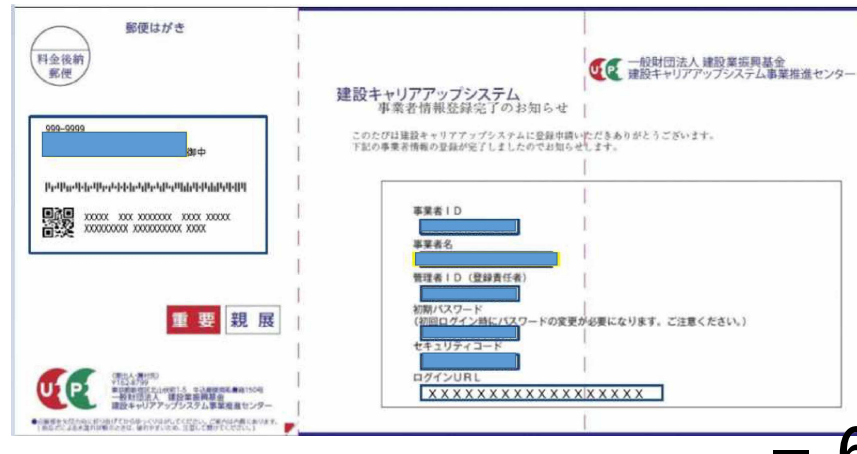 郵便はがき
料金後納
郵便
999-9999
御中
XXXXX XXX XXXXXXX XXXX XXXXX
XXXXXXXXX XXXXXXXXXX XXXX
重要 親展
一般財団法人 建設業振興基金
建設キャリアアップシステム事業推進センター
一般財団法人 建設業振興基金
建設キャリアアップシステム事業推進センター
建設キャリアアップシステム
事業者情報登録完了のお知らせ
このたびは建設キャリアアップシステムに登録申請いただきありがとうございます。
下記の事業者情報の登録が完了しましたのでお知らせします。
事業者ID
事業者名
管理者ID(登録責任者)
初期パスワード
(初回ログイン時にパスワードの変更が必要になります。ご注意ください。)
セキュリティコード
ログインURL
XXXXXXXXXXXXXXXXXXX